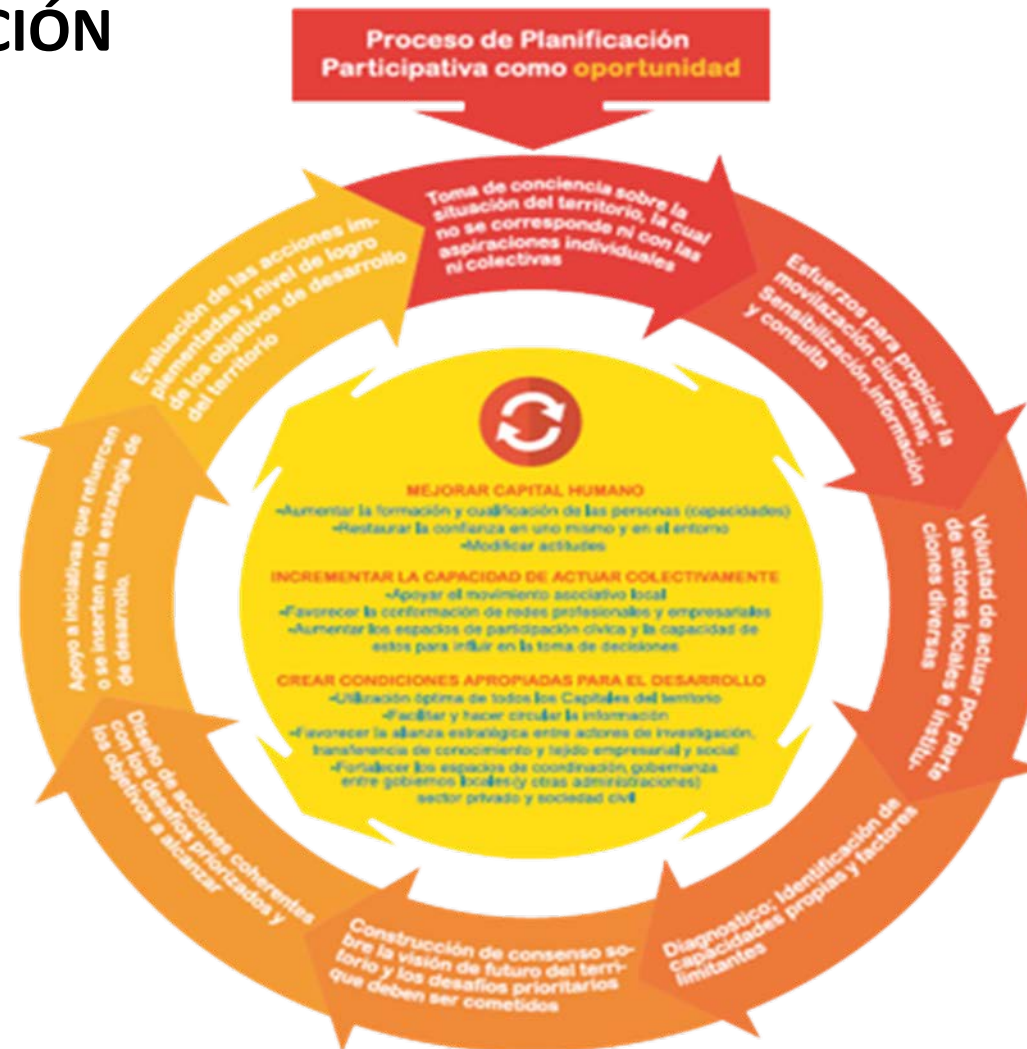 CIÓN
Proceso de Planificación
Participativa como oportunidad
Toma de conciencia sobre la
situación del territorio, la cual
no se corresponde ni con las
aspiraciones individuales
ni colectivas
Esfuerzos para propiciar la
movilazación ciudadana;
Sensibilización,información
y consulta
Voluntad de actuar por parte
de actores locales e institu-
ciones diversas
Diagnostico; Identificación de
capacidades propias y factores
limitantes
Construcción de consenso so-
bre la visión de futuro del terri-
torio y los desafíos prioritarios
que deben ser cometidos
Diseño de acciones coherentes
con los desafíos priorizados y
los objetivos a alcanzar
Apoyo a iniciativas que refuercen
o se inserten en la estrategia de
de desarrollo,
Evaluación de las acciones im-
plementadas y nivel de logro
de los objetivos de desarrollo
del territorio
MEJORAR CAPITAL HUMANO
-Aumentar la formación y cualificación de las personas (capacidades)
-Restaurar la confianza en uno mismo y en el entorno
-Modificar actitudes
INCREMENTAR LA CAPACIDAD DE ACTUAR COLECTIVAMENTE
-Apoyar el movimiento asociativo local
-Favorecer la conformación de redes profesionales y empresariales
-Aumentar los espacios de participación cívica y la capacidad de
estos para influir en la toma de decisiones
CREAR CONDICIONES APROPIADAS PARA EL DESARROLLO
-Utilización óptima de todos los Capitales del territorio
-Facilitar y hacer circular la información
-Favorecer la alianza estratégica entre actores de investigación,
transferencia de conocimiento y tejido empresarial y social
-Fortalecer los espacios de coordinación, gobernanza
entre gobiernos locales(y otras administraciones)
sector privado y sociedad civil